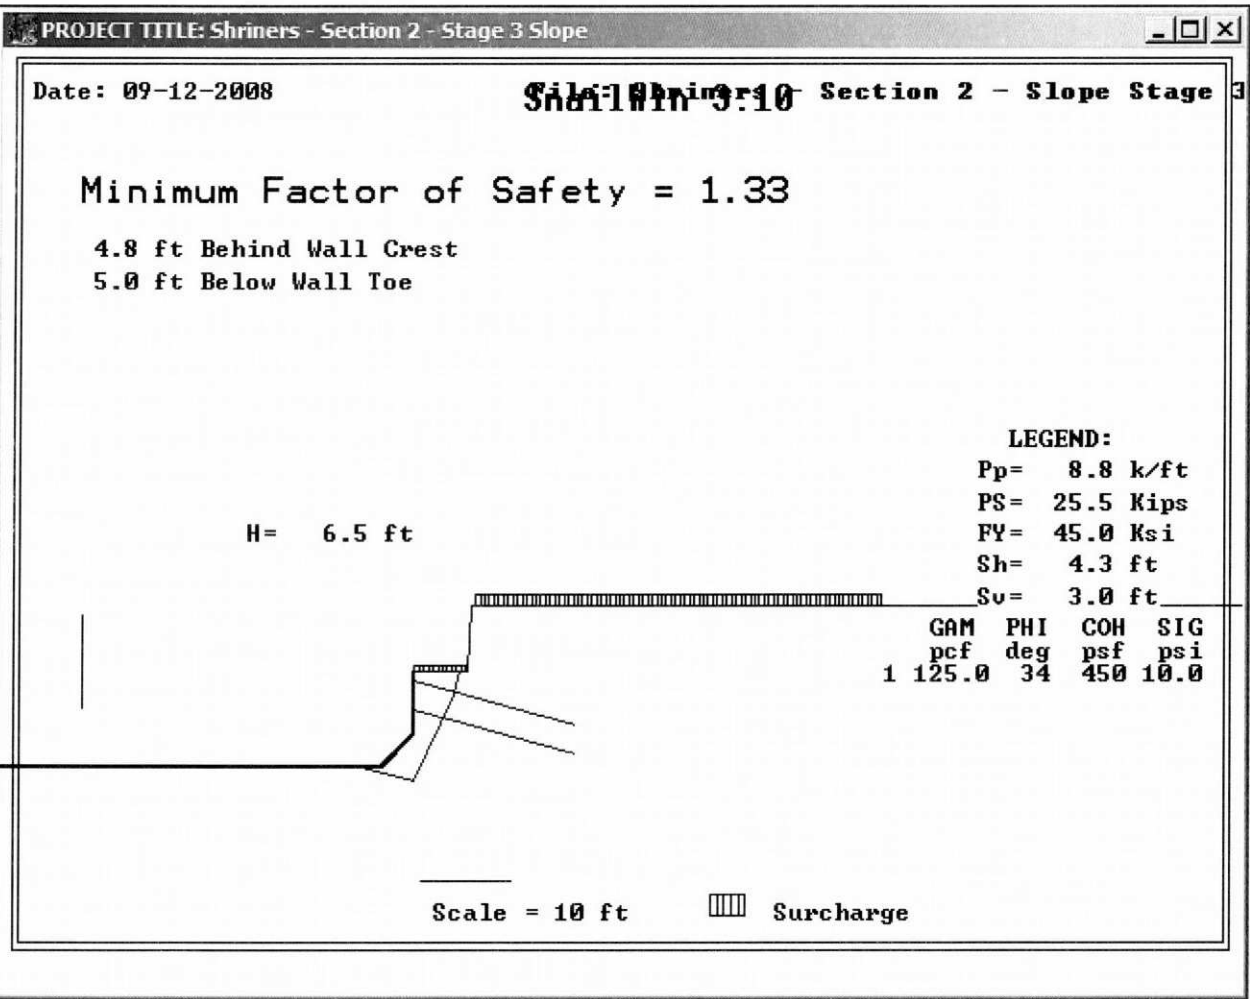 PROJECT TITLE: Shriners - Section 2 - Stage 3 Slope
Date: 09-12-2008
SnailWin 3.10 - Section 2 - Slope Stage 3
Minimum Factor of Safety = 1.33
4.8 ft Behind Wall Crest
5.0 ft Below Wall Toe
LEGEND:
Pp= 8.8 k/ft
PS= 25.5 Kips
H= 6.5 ft
FY= 45.0 Ksi
Sh= 4.3 ft
Sv= 3.0 ft
GAM PHI COH SIG
pcf deg psf psi
1 125.0 34 450 10.0
Scale = 10 ft
Surcharge